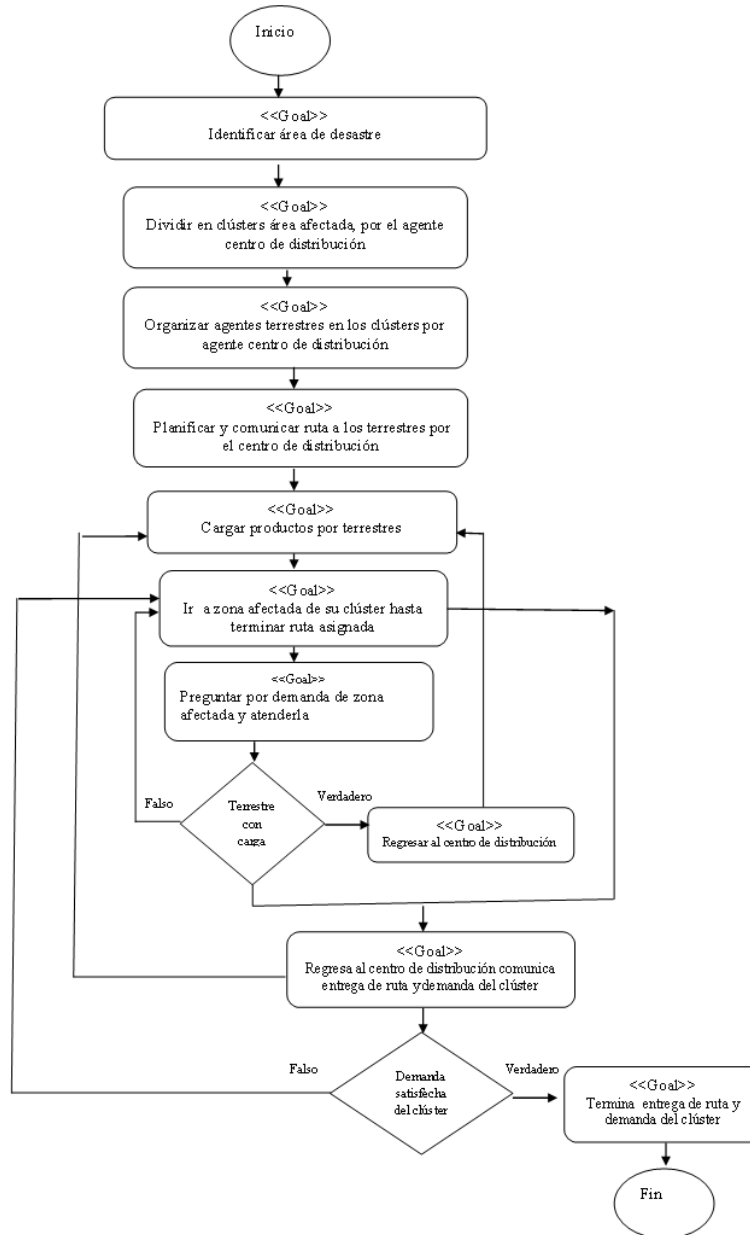 Inicio
<<Goal>>
Identificar área de desastre
<<Goal>>
Dividir en clústers área afectada, por el agente
centro de distribución
<<Goal>>
Organizar agentes terrestres en los clústers por
agente centro de distribución
<<Goal>>
Planificar y comunicar ruta a los terrestres por
el centro de distribución
<<Goal>>
Cargar productos por terrestres
<<Goal>>
Ir a zona afectada de su clúster hasta
terminar ruta asignada
<<Goal>>
Preguntar por demanda de zona
afectada y atenderla
Falso
Verdadero
Terrestre
con
carga
<<Goal>>
Regresar al centro de distribución
<<Goal>>
Regresa al centro de distribución comunica
entrega de ruta y demanda del clúster
Falso
Verdadero
Demanda
satisfecha
del clúster
<<Goal>>
Termina entrega de ruta y
demanda del clúster
Fin